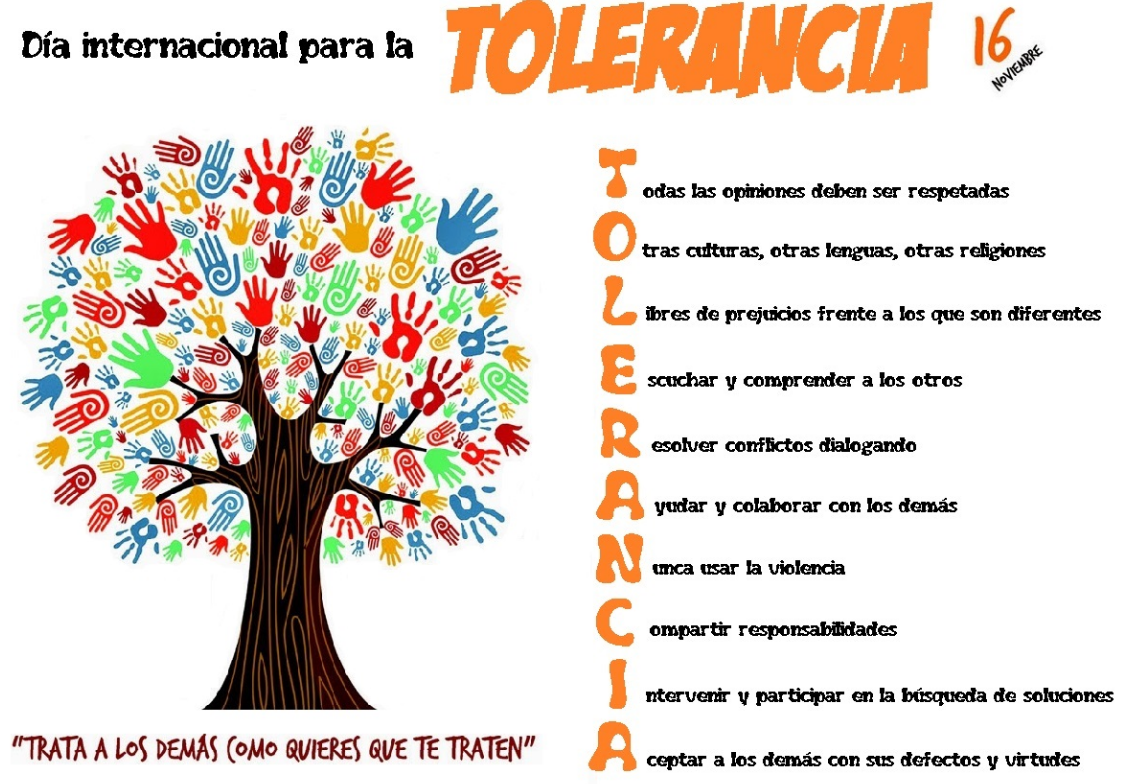 Día internacional para la TOLERANCIA 16 NOVIEMBRE
Todas las opiniones deben ser respetadas
Otras culturas, otras lenguas, otras religiones
Libres de prejuicios frente a los que son diferentes
Escuchar y comprender a los otros
Resolver conflictos dialogando
Ayudar y colaborar con los demás
Nunca usar la violencia
Compartir responsabilidades
Intervenir y participar en la búsqueda de soluciones
Aceptar a los demás con sus defectos y virtudes
"TRATA A LOS DEMÁS COMO QUIERES QUE TE TRATEN"